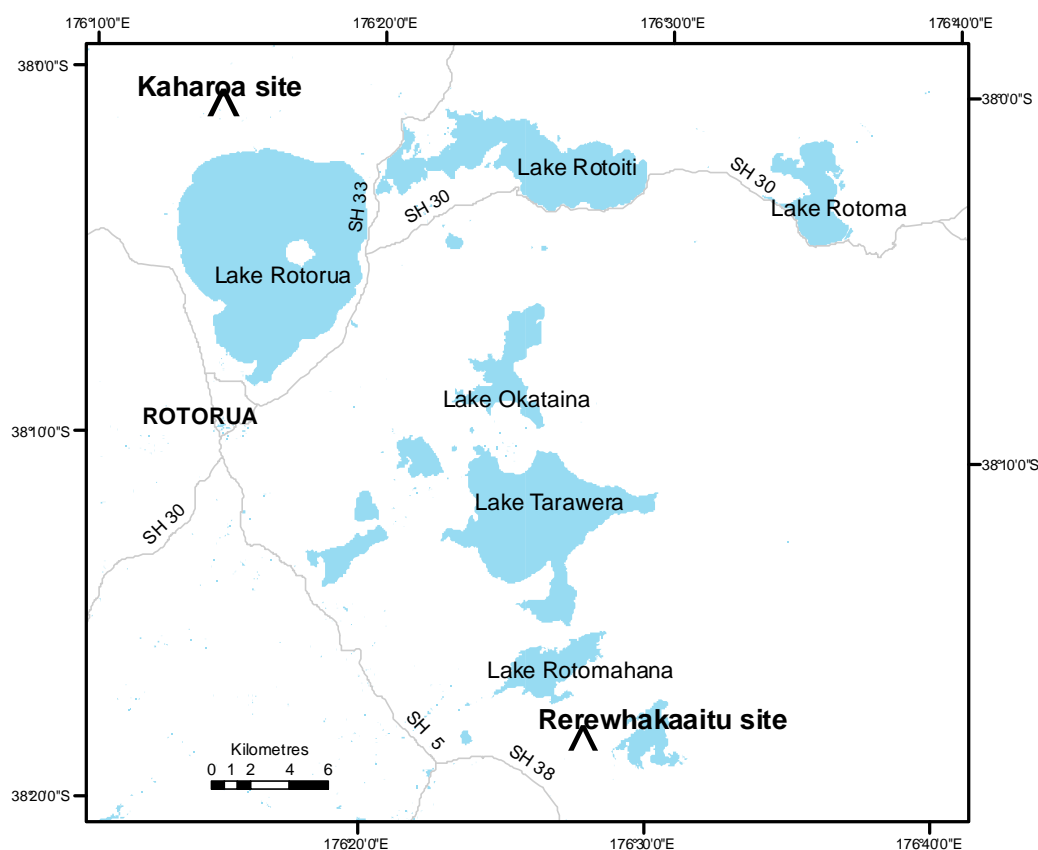 176°10'0"E
176°20'0"E
176°30'0"E
176°40'0"E
38°0'0"S
Kaharoa site
38°0'0"S
Lake Rotoiti
SH 30
SH 33
SH 30
Lake Rotoma
Lake Rotorua
Lake Okataina
ROTORUA
38°10'0"S
38°10'0"S
Lake Tarawera
SH 30
Lake Rotomahana
Rerewhakaaitu site
SH 5
Kilometres
SH 38
0 1 2 4 6
38°20'0"S
176°20'0"E
176°30'0"E
176°40'0"E